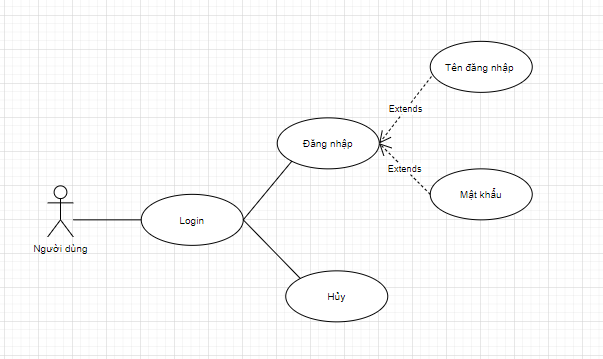 Tên đăng nhập
Extends
Đăng nhập
Extends
Mật khẩu
Login
Người dùng
Hủy